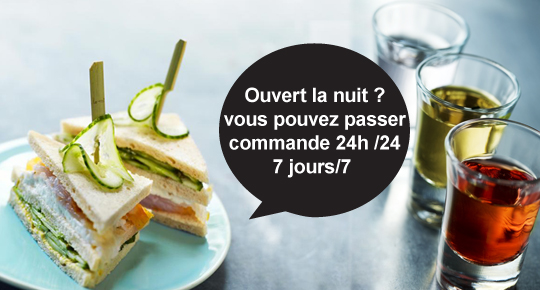 Ouvert la nuit ?
vous pouvez passer
commande 24h /24
7 jours/7